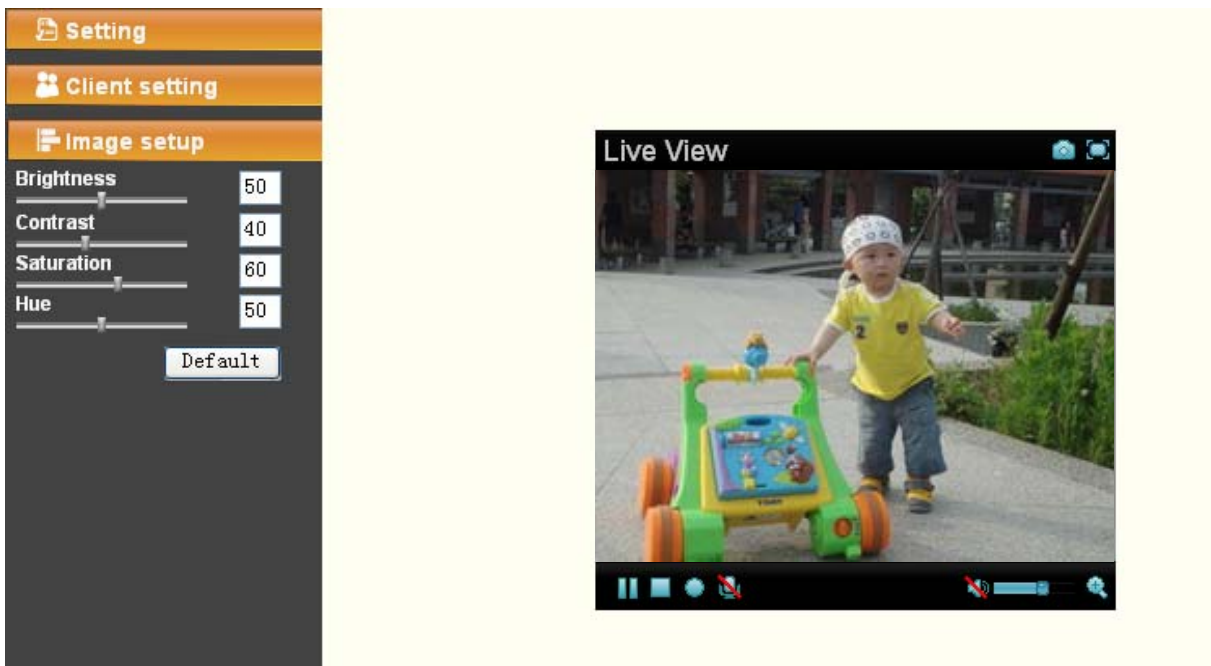 Setting
Client setting
Image setup
Brightness 50
Contrast 40
Saturation 60
Hue 50
Default
Live View
2